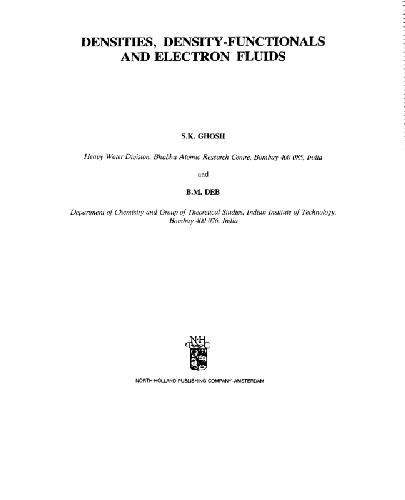 DENSITIES, DENSITY-FUNCTIONALS
AND ELECTRON FLUIDS
S.K. GHOSH
Heavy Water Division, Bhabha Atomic Research Centre, Bombay 400 085, India
and
B.M. DEB
Department of Chemistry and Group of Theoretical Studies, Indian Institute of Technology,
Bombay 400 076, India
NH
NORTH-HOLLAND PUBLISHING COMPANY-AMSTERDAM